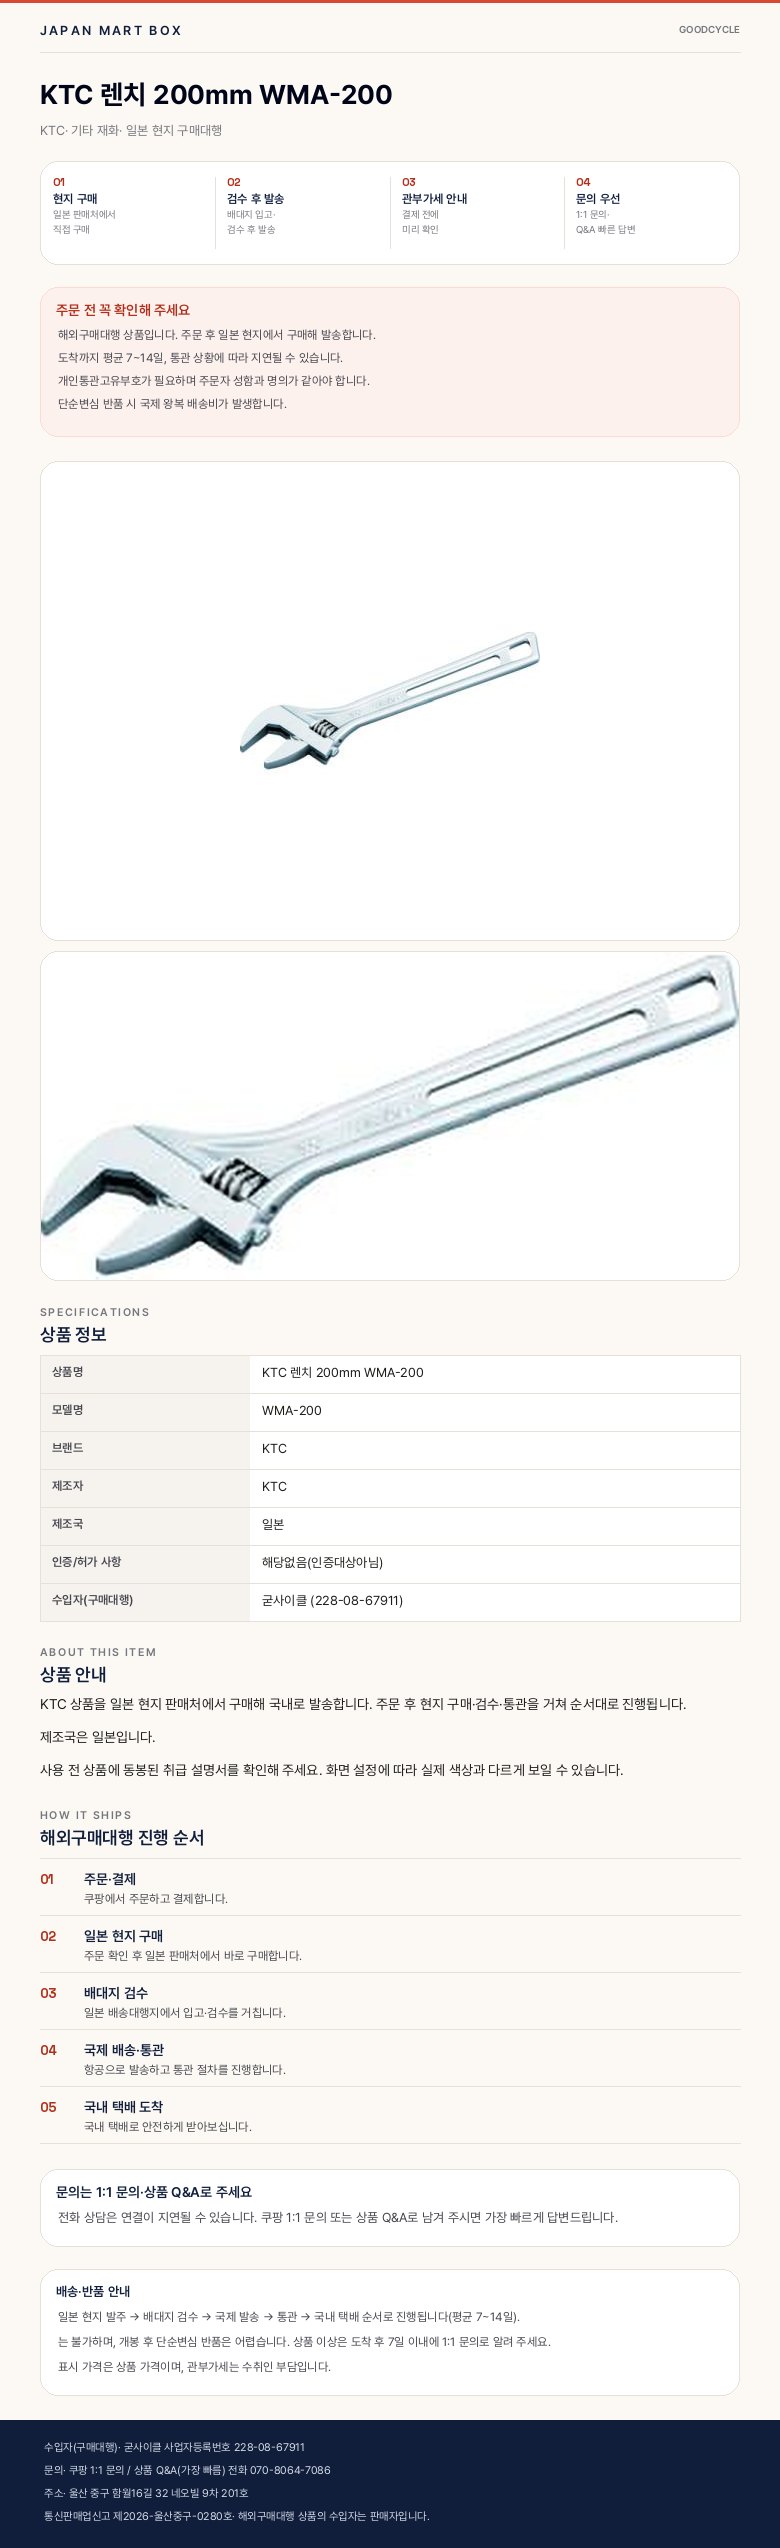 JAPAN MART BOX
GOODCYCLE
KTC 렌치 200mm WMA-200
KTC· 기타 재화· 일본 현지 구매대행
01
현지 구매
일본 판매처에서
직접 구매
02
검수 후 발송
배대지 입고·
검수 후 발송
03
관부가세 안내
결제 전에
미리 확인
04
문의 우선
1:1 문의·
Q&A 빠른 답변
주문 전 꼭 확인해 주세요
해외구매대행 상품입니다. 주문 후 일본 현지에서 구매해 발송합니다.
도착까지 평균 7~14일, 통관 상황에 따라 지연될 수 있습니다.
개인통관고유부호가 필요하며 주문자 성함과 명의가 같아야 합니다.
단순변심 반품 시 국제 왕복 배송비가 발생합니다.
SPECIFICATIONS
상품 정보
상품명 KTC 렌치 200mm WMA-200
모델명 WMA-200
브랜드 KTC
제조자 KTC
제조국 일본
인증/허가 사항 해당없음(인증대상아님)
수입자(구매대행) 굳사이클 (228-08-67911)
ABOUT THIS ITEM
상품 안내
KTC 상품을 일본 현지 판매처에서 구매해 국내로 발송합니다. 주문 후 현지 구매·검수·통관을 거쳐 순서대로 진행됩니다.
제조국은 일본입니다.
사용 전 상품에 동봉된 취급 설명서를 확인해 주세요. 화면 설정에 따라 실제 색상과 다르게 보일 수 있습니다.
HOW IT SHIPS
해외구매대행 진행 순서
01 주문·결제
쿠팡에서 주문하고 결제합니다.
02 일본 현지 구매
주문 확인 후 일본 판매처에서 바로 구매합니다.
03 배대지 검수
일본 배송대행지에서 입고·검수를 거칩니다.
04 국제 배송·통관
항공으로 발송하고 통관 절차를 진행합니다.
05 국내 택배 도착
국내 택배로 안전하게 받아보십니다.
문의는 1:1 문의·상품 Q&A로 주세요
전화 상담은 연결이 지연될 수 있습니다. 쿠팡 1:1 문의 또는 상품 Q&A로 남겨 주시면 가장 빠르게 답변드립니다.
배송·반품 안내
일본 현지 발주 → 배대지 검수 → 국제 발송 → 통관 → 국내 택배 순서로 진행됩니다(평균 7~14일).
는 불가하며, 개봉 후 단순변심 반품은 어렵습니다. 상품 이상은 도착 후 7일 이내에 1:1 문의로 알려 주세요.
표시 가격은 상품 가격이며, 관부가세는 수취인 부담입니다.
수입자(구매대행)· 굳사이클 사업자등록번호 228-08-67911
문의· 쿠팡 1:1 문의 / 상품 Q&A(가장 빠름) 전화 070-8064-7086
주소· 울산 중구 함월16길 32 네오빌 9차 201호
통신판매업신고 제2026-울산중구-0280호· 해외구매대행 상품의 수입자는 판매자입니다.